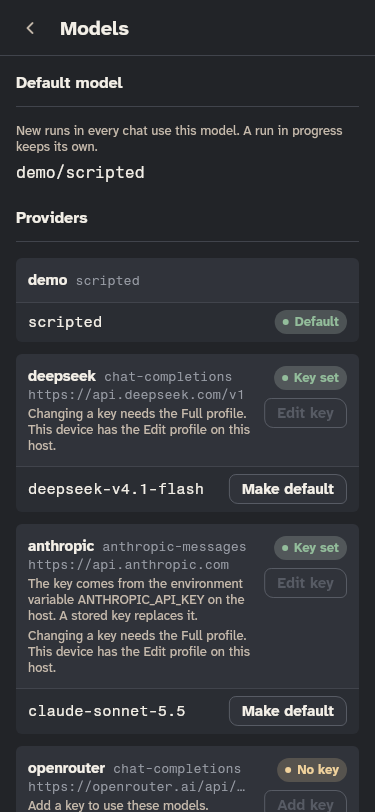 Models
Default model
New runs in every chat use this model. A run in progress
keeps its own.
demo/scripted
Providers
demo scripted
scripted
Default
deepseek chat-completions
Key set
https://api.deepseek.com/v1
Changing a key needs the Full profile.
This device has the Edit profile on this
host.
Edit key
deepseek-v4.1-flash
Make default
anthropic anthropic-messages
Key set
https://api.anthropic.com
The key comes from the environment
variable ANTHROPIC_API_KEY on the
host. A stored key replaces it.
Edit key
Changing a key needs the Full profile.
This device has the Edit profile on this
host.
claude-sonnet-5.5
Make default
openrouter chat-completions
No key
https://openrouter.ai/api/…
Add a key to use these models.
Add key